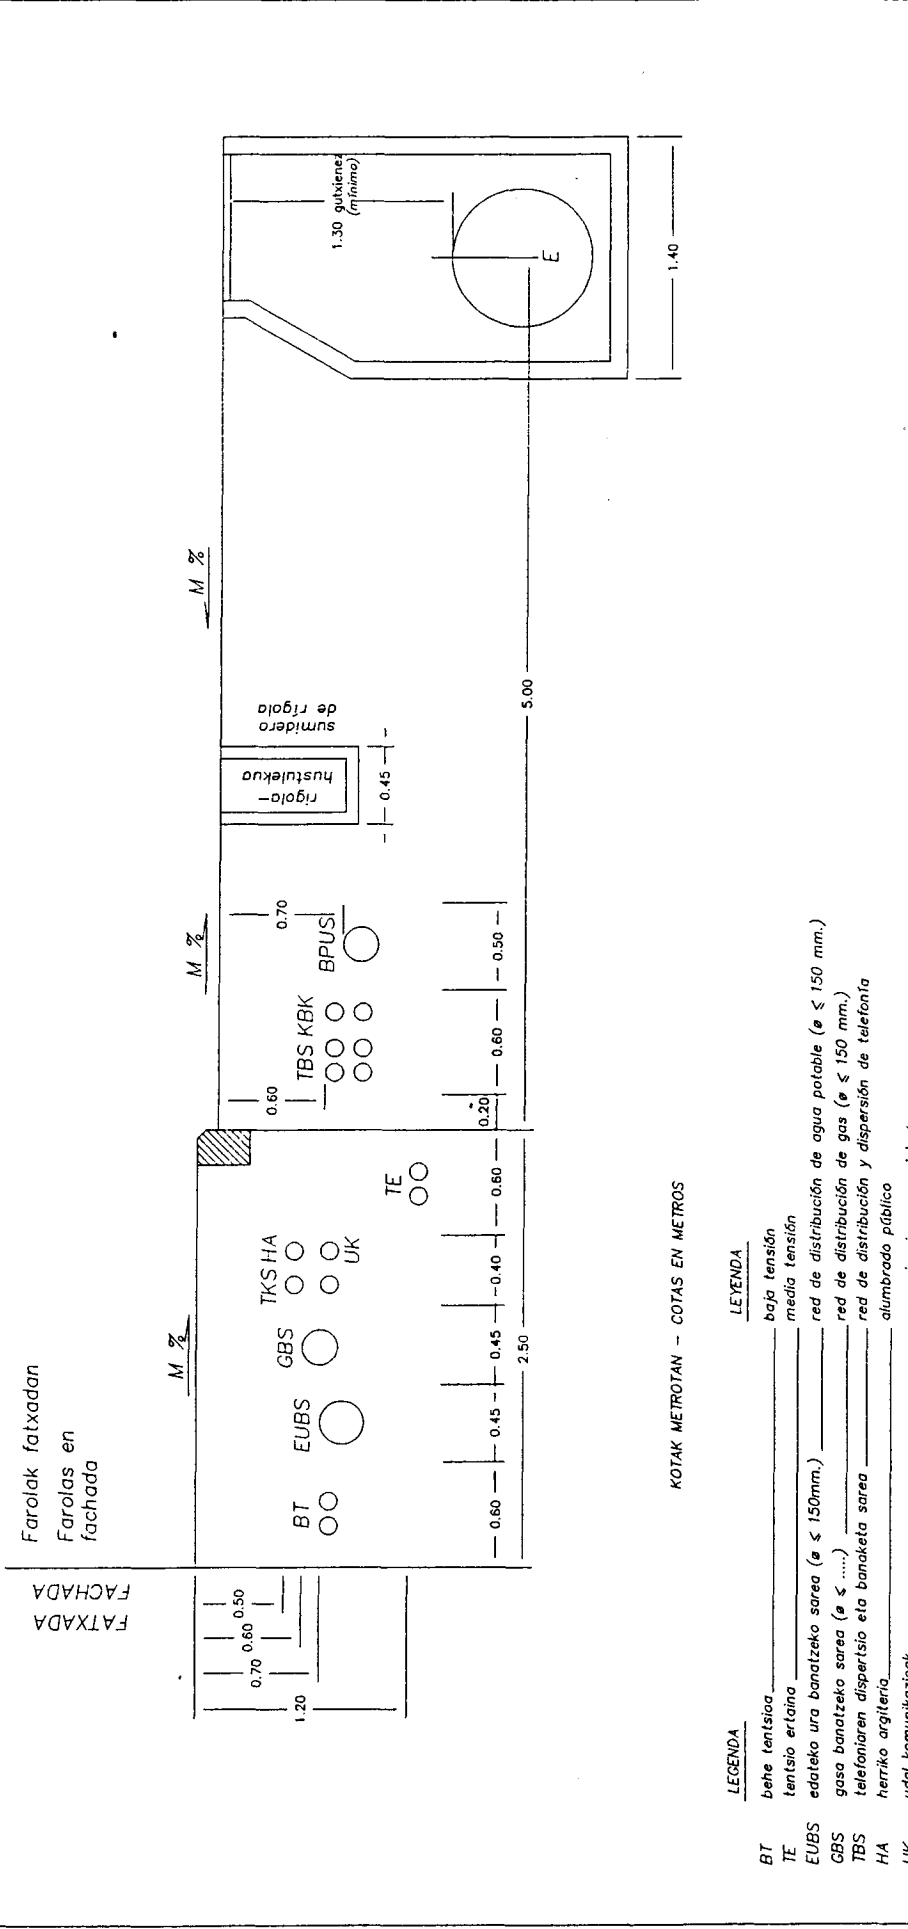 Farolak fatxadan
Farolas en
fachada
FATXADA
FACHADA
M %
M %
M %
0.50
0.60
0.70
1.20
BT
EUBS
GBS
TKS HA
UK
TE
0.60
TBS KBK
BPUS
0.70
rigola-
hustulekua
sumidero
de rígola
0.45
1.30 gutxienez
(mínimo)
E
1.40
0.60
0.45
0.45
0.40
0.60
0.20
0.60
0.50
2.50
5.00
KOTAK METROTAN - COTAS EN METROS
LEGENDA LEYENDA
BT behe tentsioa baja tensión
TE tentsio ertaina media tensión
EUBS edateko ura banatzeko sarea (ø ⩽ 150mm.) red de distribución de agua potable (ø ⩽ 150 mm.)
GBS gasa banatzeko sarea (ø ⩽ .....) red de distribución de gas (ø ⩽ 150 mm.)
TBS telefoniaren dispertsio eta banaketa sarea red de distribución y dispersión de telefonía
HA herriko argiteria alumbrado público